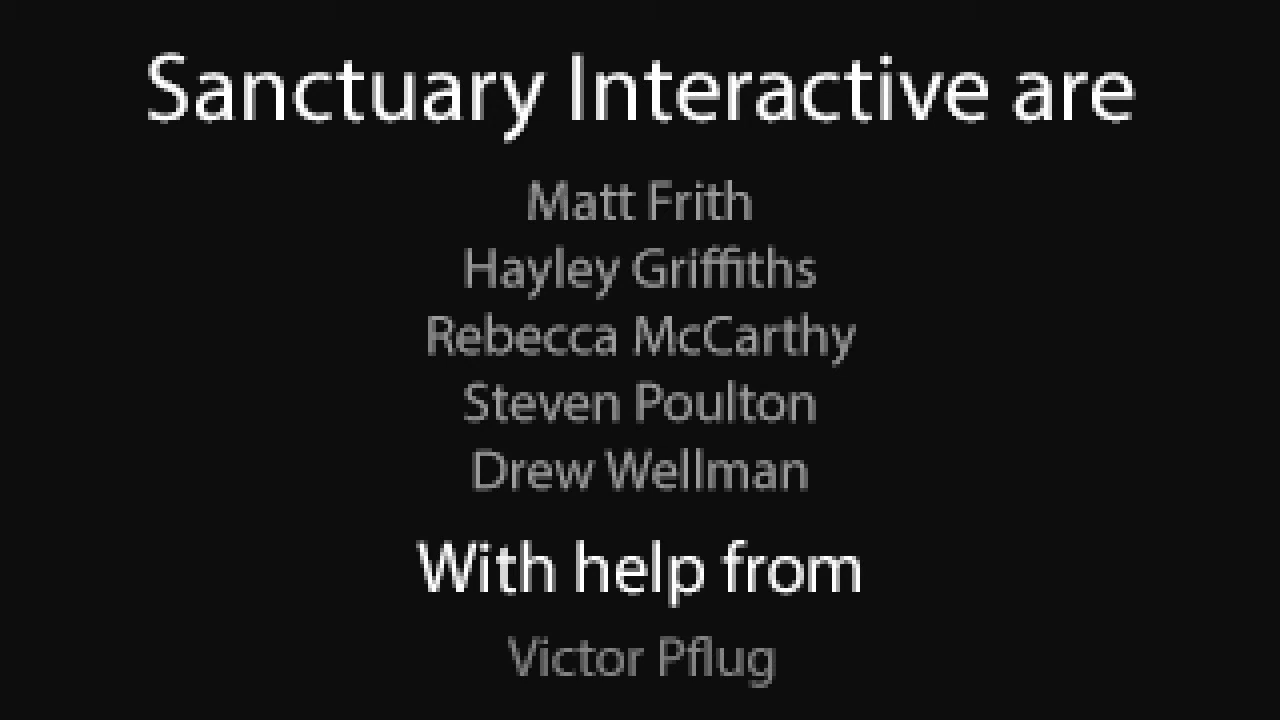 Sanctuary Interactive are
Matt Frith
Hayley Griffiths
Rebecca McCarthy
Steven Poulton
Drew Wellman
With help from
Victor Pflug